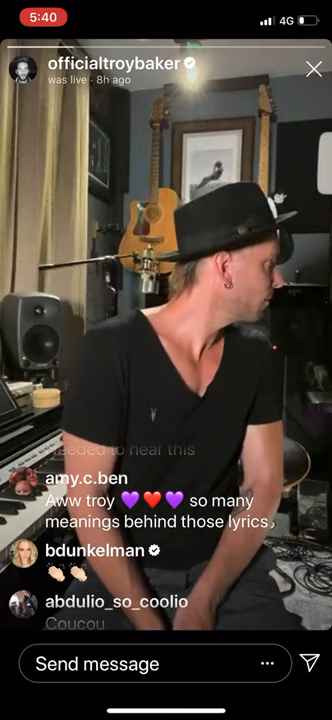 5:40
4G
officialtroybaker
was live · 8h ago
Needed to hear this
amy.c.ben
Aww troy 💜❤️💜 so many
meanings behind those lyrics
bdunkelman
👏🏻👏🏻
abdulio_so_coolio
Coucou
Send message